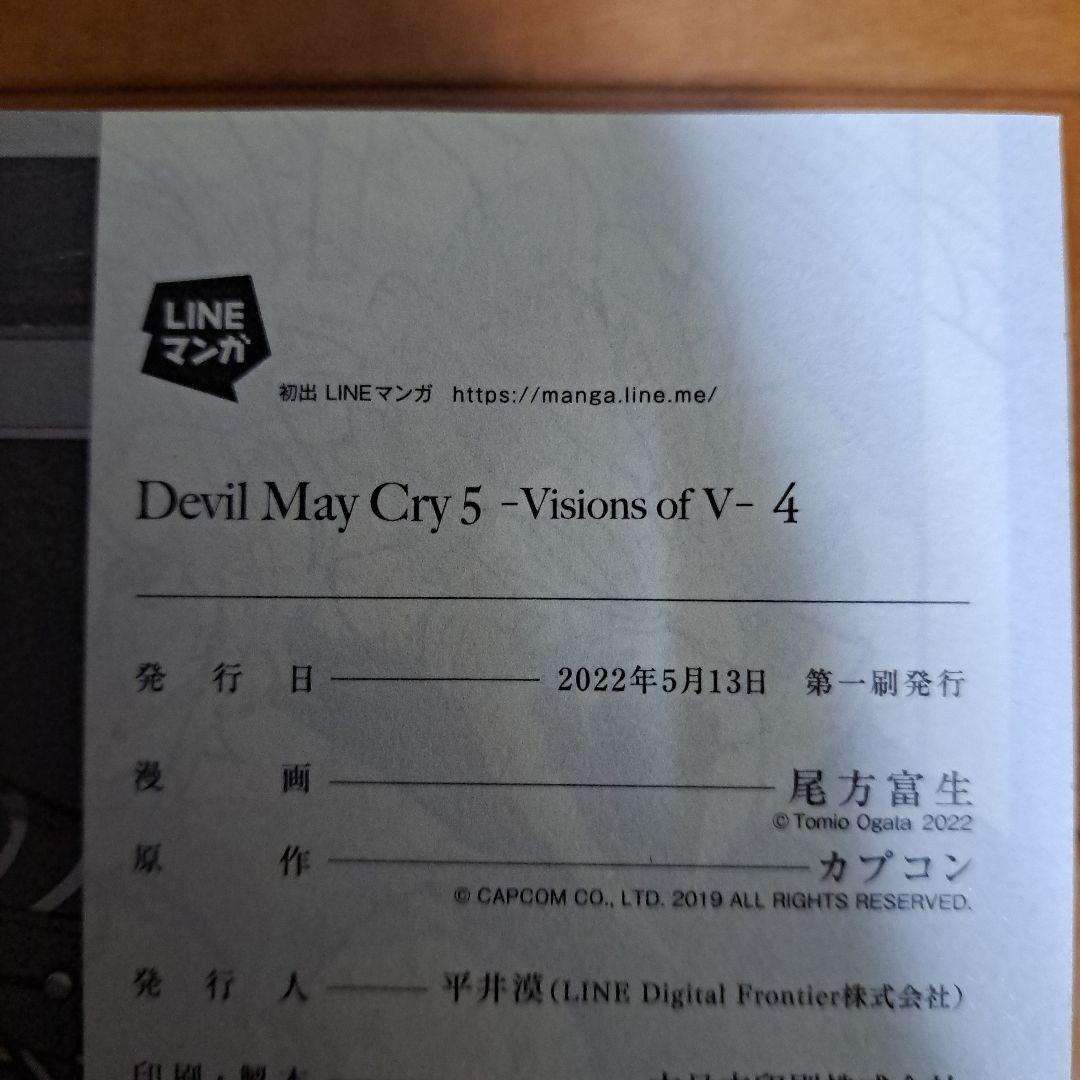 LINE
マンガ
初出 LINEマンガ https://manga.line.me/
Devil May Cry 5 -Visions of V- 4
発行日 2022年5月13日 第一刷発行
漫画 尾方富生
©Tomio Ogata 2022
原作 カプコン
© CAPCOM CO., LTD. 2019 ALL RIGHTS RESERVED.
発行人 平井漠(LINE Digital Frontier株式会社)
印刷・製本